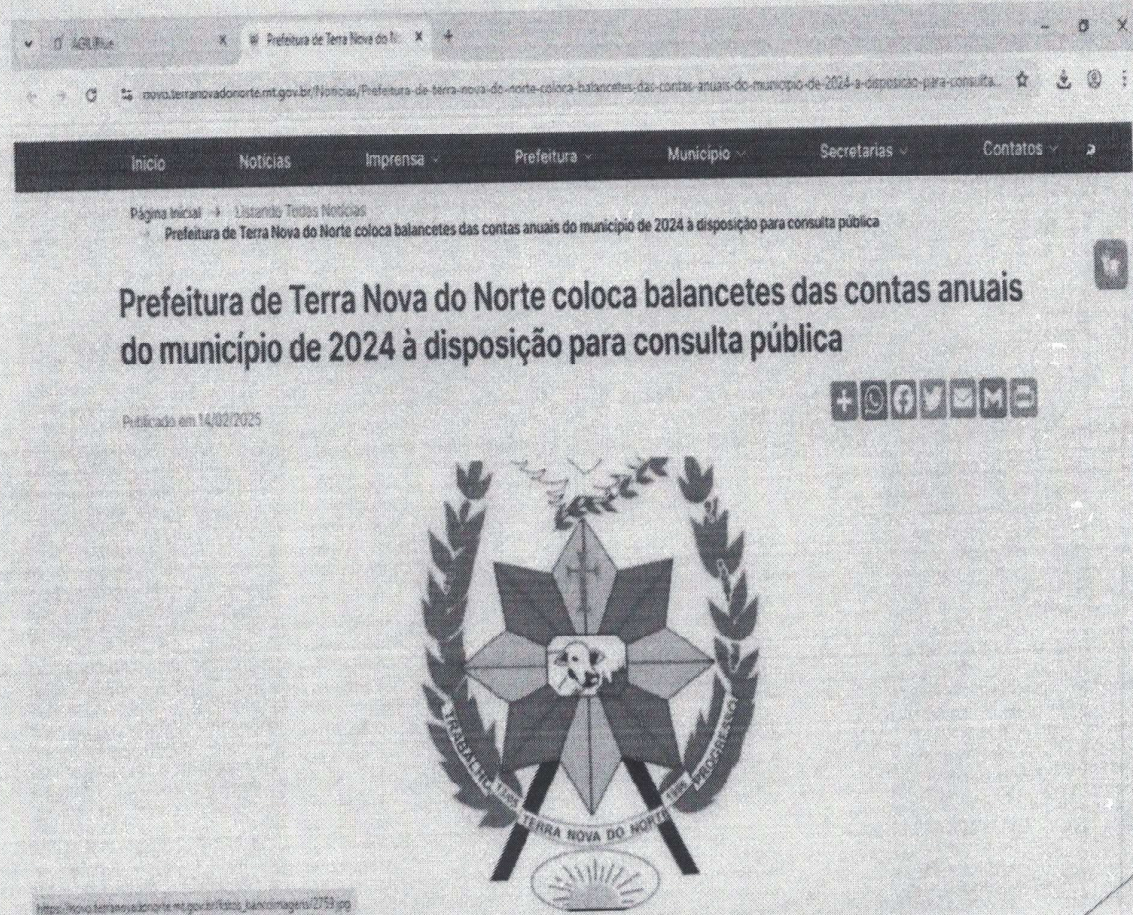 AGILIBlue
Prefeitura de Terra Nova do N
novo.terranovadonorte.mt.gov.br/Noticias/Prefeitura-de-terra-nova-do-norte-coloca-balancetes-das-contas-anuais-do-municipio-de-2024-a-disposicao-para-consulta...
Inicio Notícias Imprensa Prefeitura Município Secretarias Contatos
Página Inicial → Listando Todas Notícias
→ Prefeitura de Terra Nova do Norte coloca balancetes das contas anuais do município de 2024 à disposição para consulta pública
Prefeitura de Terra Nova do Norte coloca balancetes das contas anuais
do município de 2024 à disposição para consulta pública
Publicado em 14/02/2025
TRABALHO PROGRESSO
13/05 1986
TERRA NOVA DO NORTE
https://novo.terranovadonorte.mt.gov.br/fotos_bancoimagens/2759.jpg